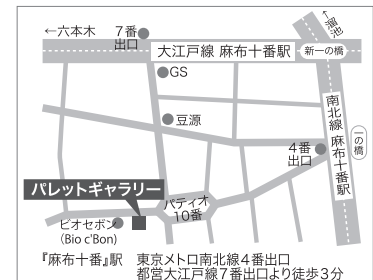 ←六本木
7番
出口
大江戸線 麻布十番駅
新一の橋
↑溜池
GS
豆源
南北線 麻布十番駅
一の橋
4番
出口
パレットギャラリー
パティオ
10番
ビオセボン
(Bio c'Bon)
『麻布十番』駅 東京メトロ南北線4番出口
都営大江戸線7番出口より徒歩3分